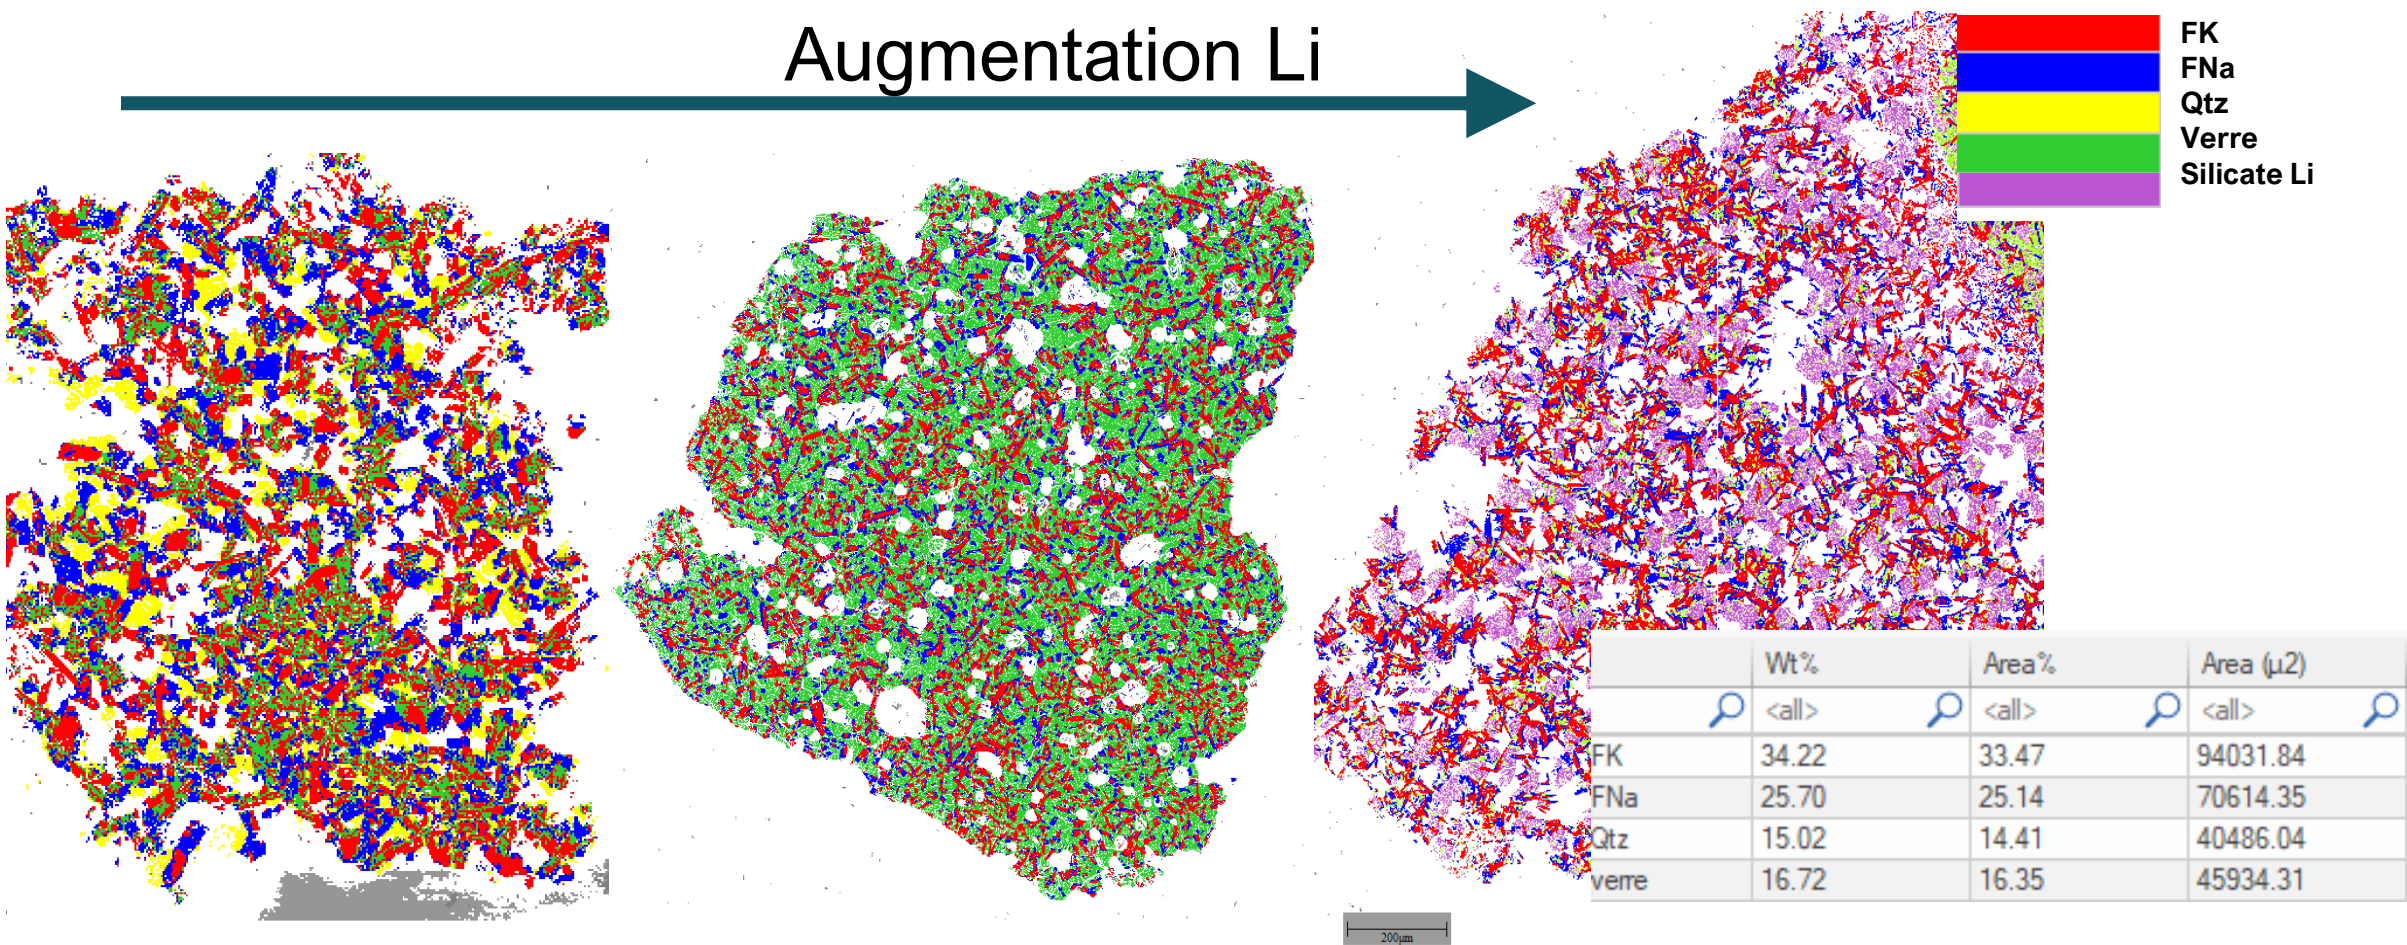 Augmentation Li
FK
FNa
Qtz
Verre
Silicate Li
Wt% Area% Area (µ2)
<all> <all> <all>
FK 34.22 33.47 94031.84
FNa 25.70 25.14 70614.35
Qtz 15.02 14.41 40486.04
verre 16.72 16.35 45934.31
200µm